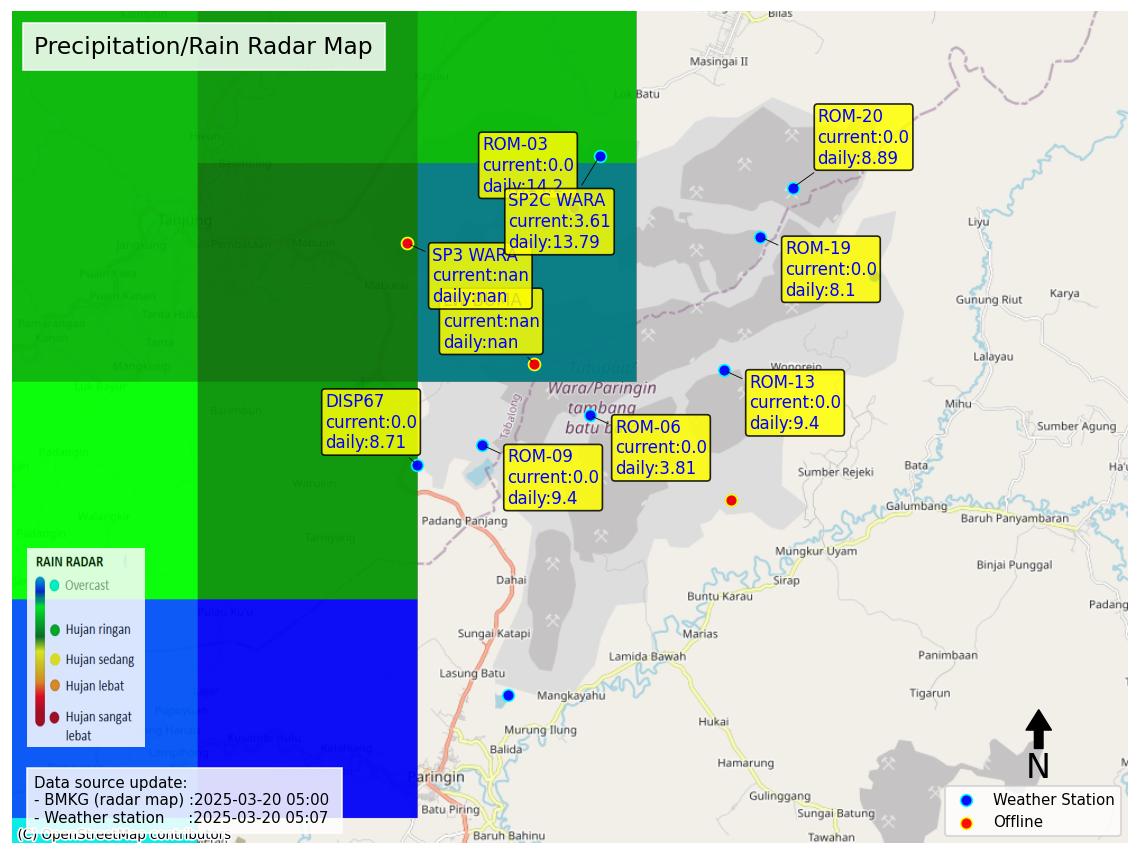 Precipitation/Rain Radar Map
Bilas
Masingai II
Lok Batu
Kapuk
ROM-20
current:0.0
daily:8.89
ROM-03
current:0.0
daily:14.2
SP2C WARA
current:3.61
daily:13.79
Tanjung
Jangkung
Pembataan
Mabu'un
Liyu
ROM-19
current:0.0
daily:8.1
SP3 WARA
current:nan
daily:nan
current:nan
daily:nan
Gunung Riut
Karya
Pamarangan
Kanan
Mangkusip
Lalayau
Tutupan
Wara/Paringin
tambang
batu
Wonorejo
ROM-13
current:0.0
daily:9.4
Mihu
Tabalong
DISP67
current:0.0
daily:8.71
ROM-06
current:0.0
daily:3.81
Sumber Agung
ROM-09
current:0.0
daily:9.4
Sumber Rejeki
Bata
Galumbang
Baruh Panyambaran
Padang Panjang
Mungkur Uyam
Binjai Punggal
RAIN RADAR
Overcast
Hujan ringan
Hujan sedang
Hujan lebat
Hujan sangat
lebat
Dahai
Sirap
Buntu Karau
Padang
Sungai Katapi
Marias
Lamida Bawah
Panimbaan
Lasung Batu
Mangkayahu
Tigarun
Hukai
Murung Ilung
Balida
Hamarung
N
Paringin
Gulinggang
Batu Piring
Sungai Batung
Baruh Bahinu
Tawahan
Data source update:
- BMKG (radar map) :2025-03-20 05:00
- Weather station :2025-03-20 05:07
(C) OpenStreetMap contributors
Weather Station
Offline